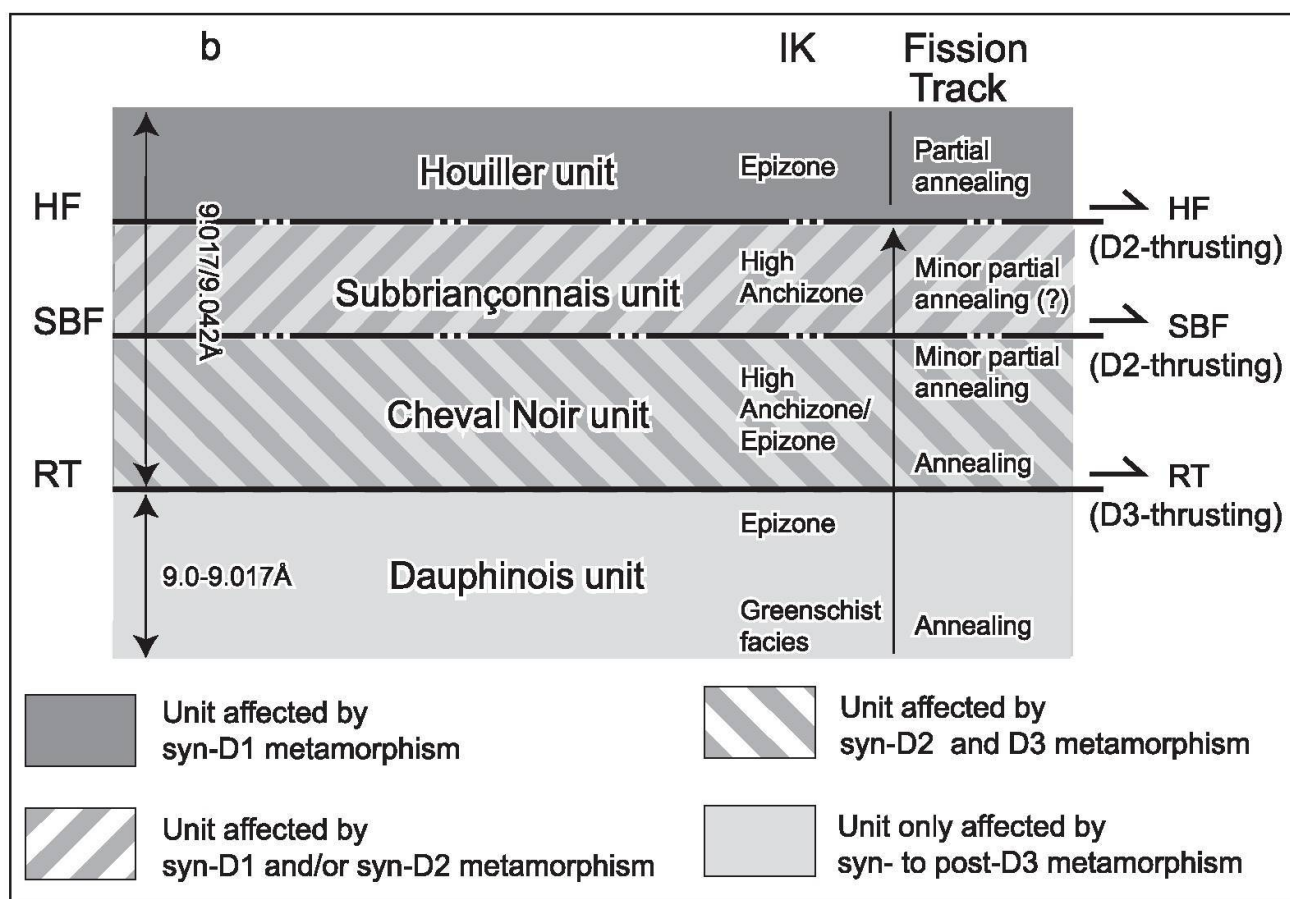 b
IK
Fission
Track
Houiller unit
Epizone
Partial
annealing
HF
HF
(D2-thrusting)
9.017/9.042Å
Subbriançonnais unit
High
Anchizone
Minor partial
annealing (?)
SBF
SBF
(D2-thrusting)
Cheval Noir unit
High
Anchizone/
Epizone
Minor partial
annealing
Annealing
RT
RT
(D3-thrusting)
9.0-9.017Å
Dauphinois unit
Epizone
Greenschist
facies
Annealing
Unit affected by
syn-D1 metamorphism
Unit affected by
syn-D2 and D3 metamorphism
Unit affected by
syn-D1 and/or syn-D2 metamorphism
Unit only affected by
syn- to post-D3 metamorphism